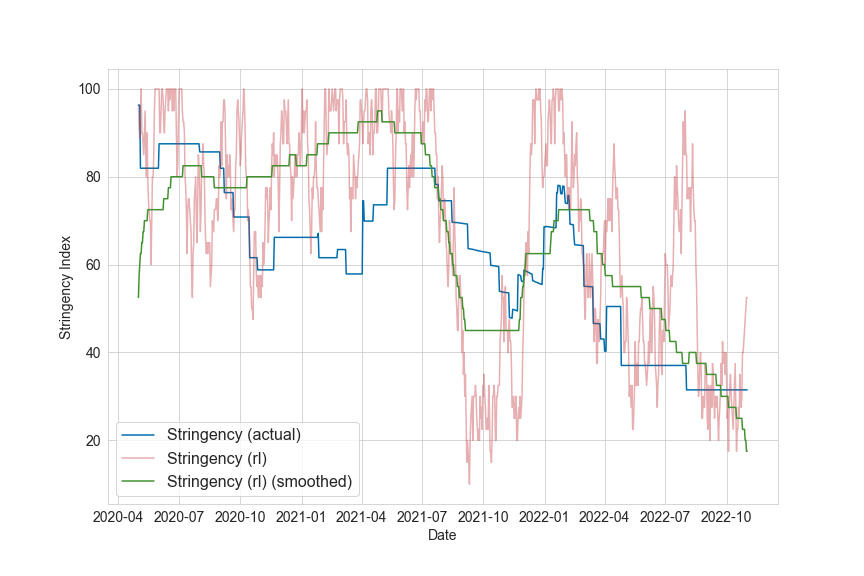 100
80
60
40
20
Stringency Index
Stringency (actual)
Stringency (rl)
Stringency (rl) (smoothed)
2020-04 2020-07 2020-10 2021-01 2021-04 2021-07 2021-10 2022-01 2022-04 2022-07 2022-10
Date